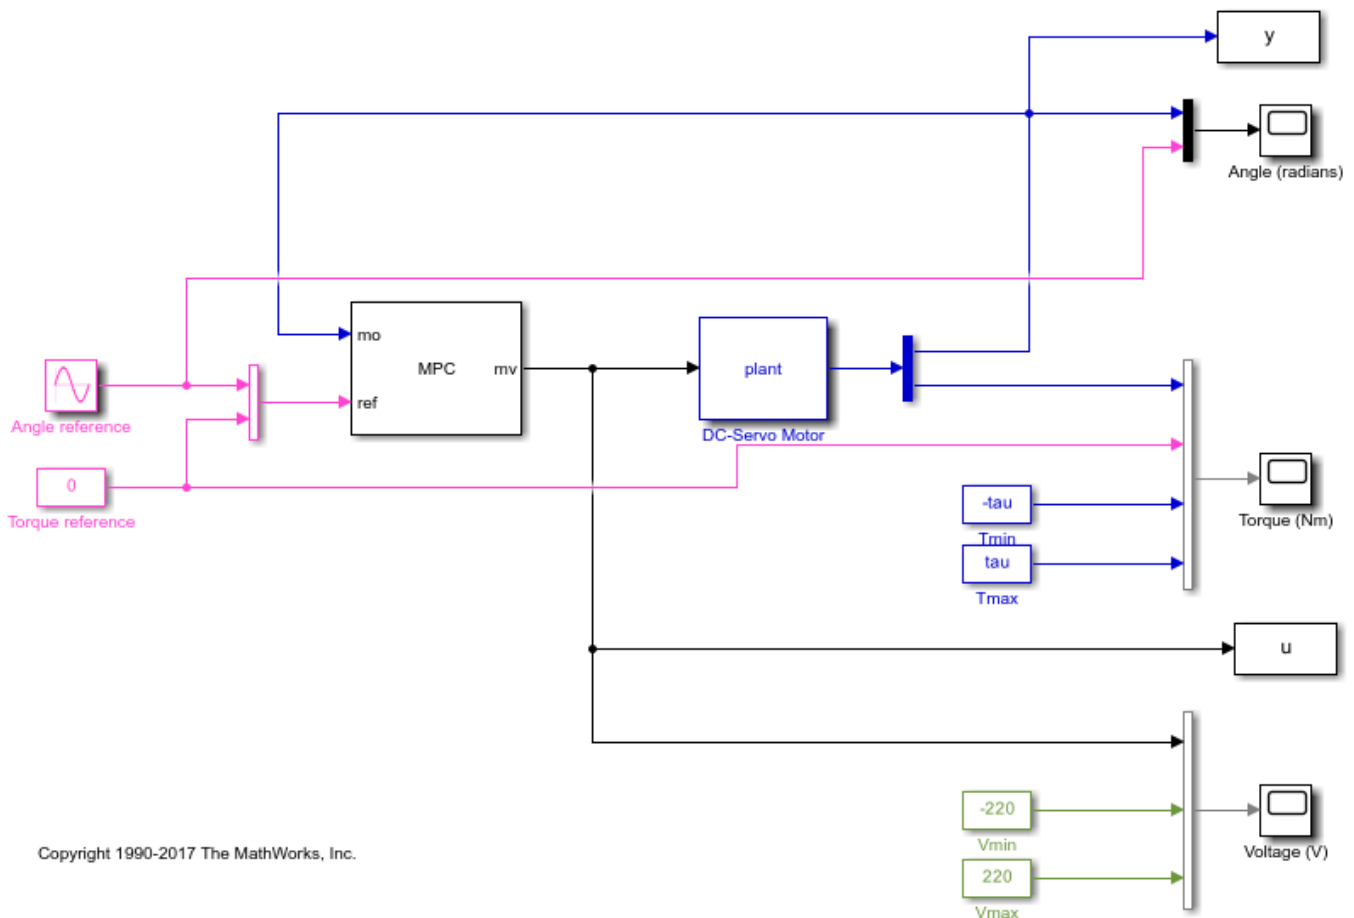 y
Angle (radians)
mo
MPC
mv
ref
plant
DC-Servo Motor
Angle reference
0
Torque reference
-tau
Tmin
tau
Tmax
Torque (Nm)
u
-220
Vmin
220
Vmax
Voltage (V)
Copyright 1990-2017 The MathWorks, Inc.